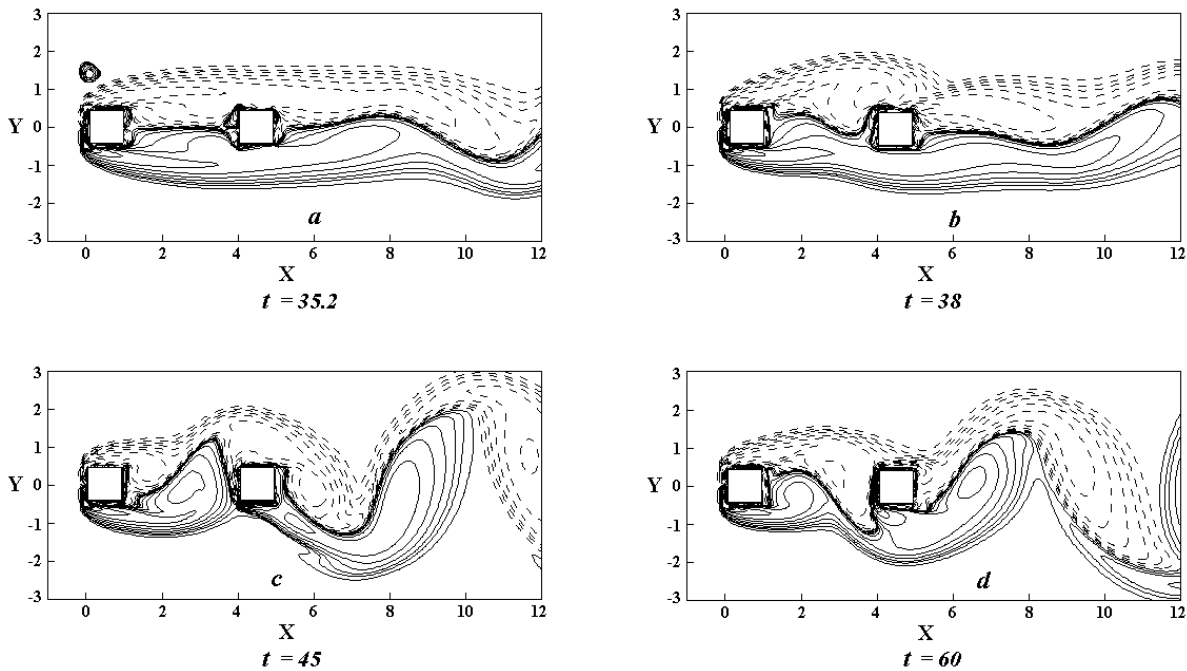 3 3
2 2
1 1
Y 0 Y 0
-1 -1
-2 a -2 b
-3 -3
0 2 4 6 8 10 12 0 2 4 6 8 10 12
X X
t = 35.2 t = 38
3 3
2 2
1 1
Y 0 Y 0
-1 -1
-2 c -2 d
-3 -3
0 2 4 6 8 10 12 0 2 4 6 8 10 12
X X
t = 45 t = 60